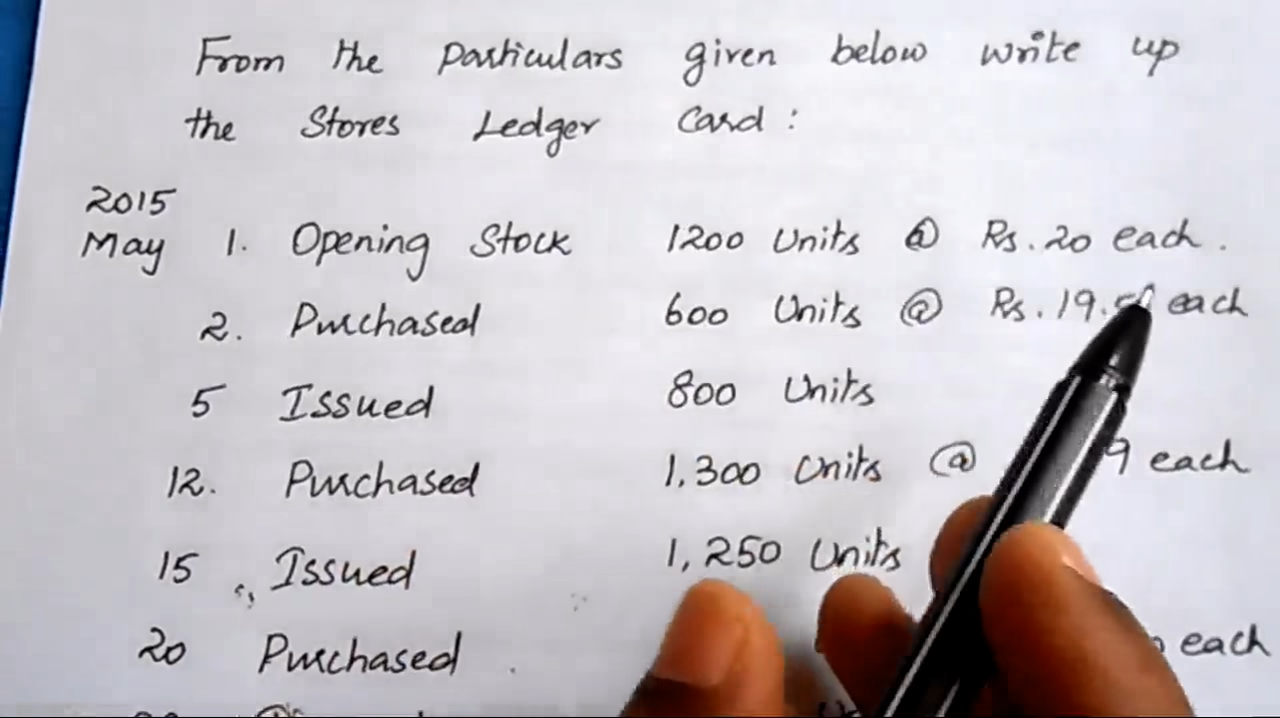 From the particulars given below write up
the Stores Ledger Card :
2015
May 1. Opening Stock 1200 Units @ Rs. 20 each.
2. Purchased 600 Units @ Rs. each
5 Issued 800 Units
12. Purchased 1,300 Units @ each
15 Issued 1,250 Units
20 Purchased each